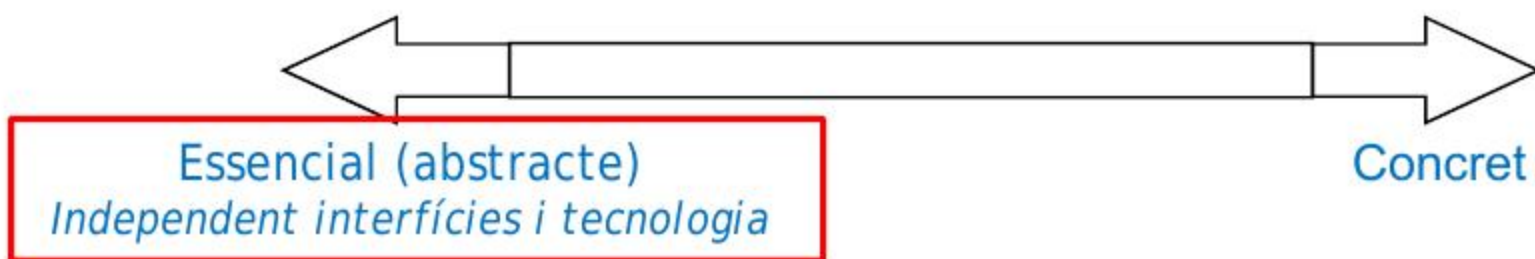 Essencial (abstracte)
Independent interfícies i tecnologia
Concret